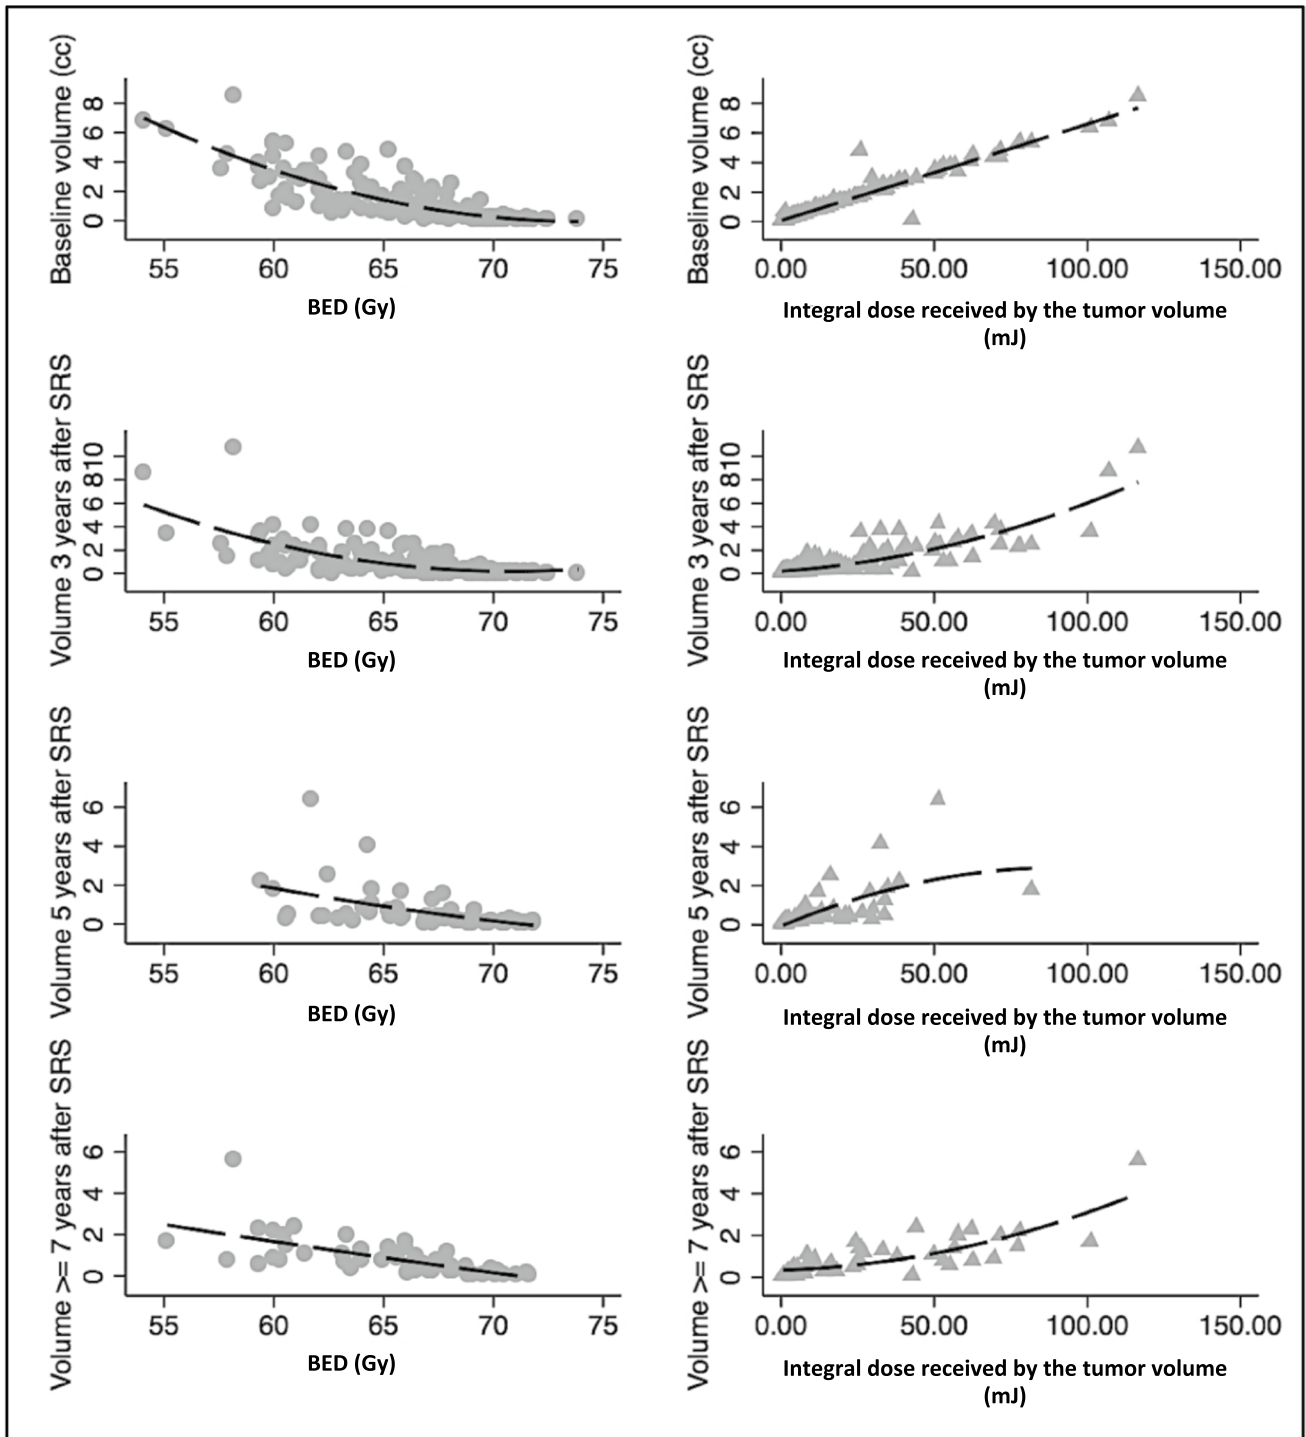 Baseline volume (cc)
8
6
4
2
0
55 60 65 70 75
BED (Gy)
Baseline volume (cc)
8
6
4
2
0
0.00 50.00 100.00 150.00
Integral dose received by the tumor volume
(mJ)
Volume 3 years after SRS
10
8
6
4
2
0
55 60 65 70 75
BED (Gy)
Volume 3 years after SRS
10
8
6
4
2
0
0.00 50.00 100.00 150.00
Integral dose received by the tumor volume
(mJ)
Volume 5 years after SRS
6
4
2
0
55 60 65 70 75
BED (Gy)
Volume 5 years after SRS
6
4
2
0
0.00 50.00 100.00 150.00
Integral dose received by the tumor volume
(mJ)
Volume >= 7 years after SRS
6
4
2
0
55 60 65 70 75
BED (Gy)
Volume >= 7 years after SRS
6
4
2
0
0.00 50.00 100.00 150.00
Integral dose received by the tumor volume
(mJ)